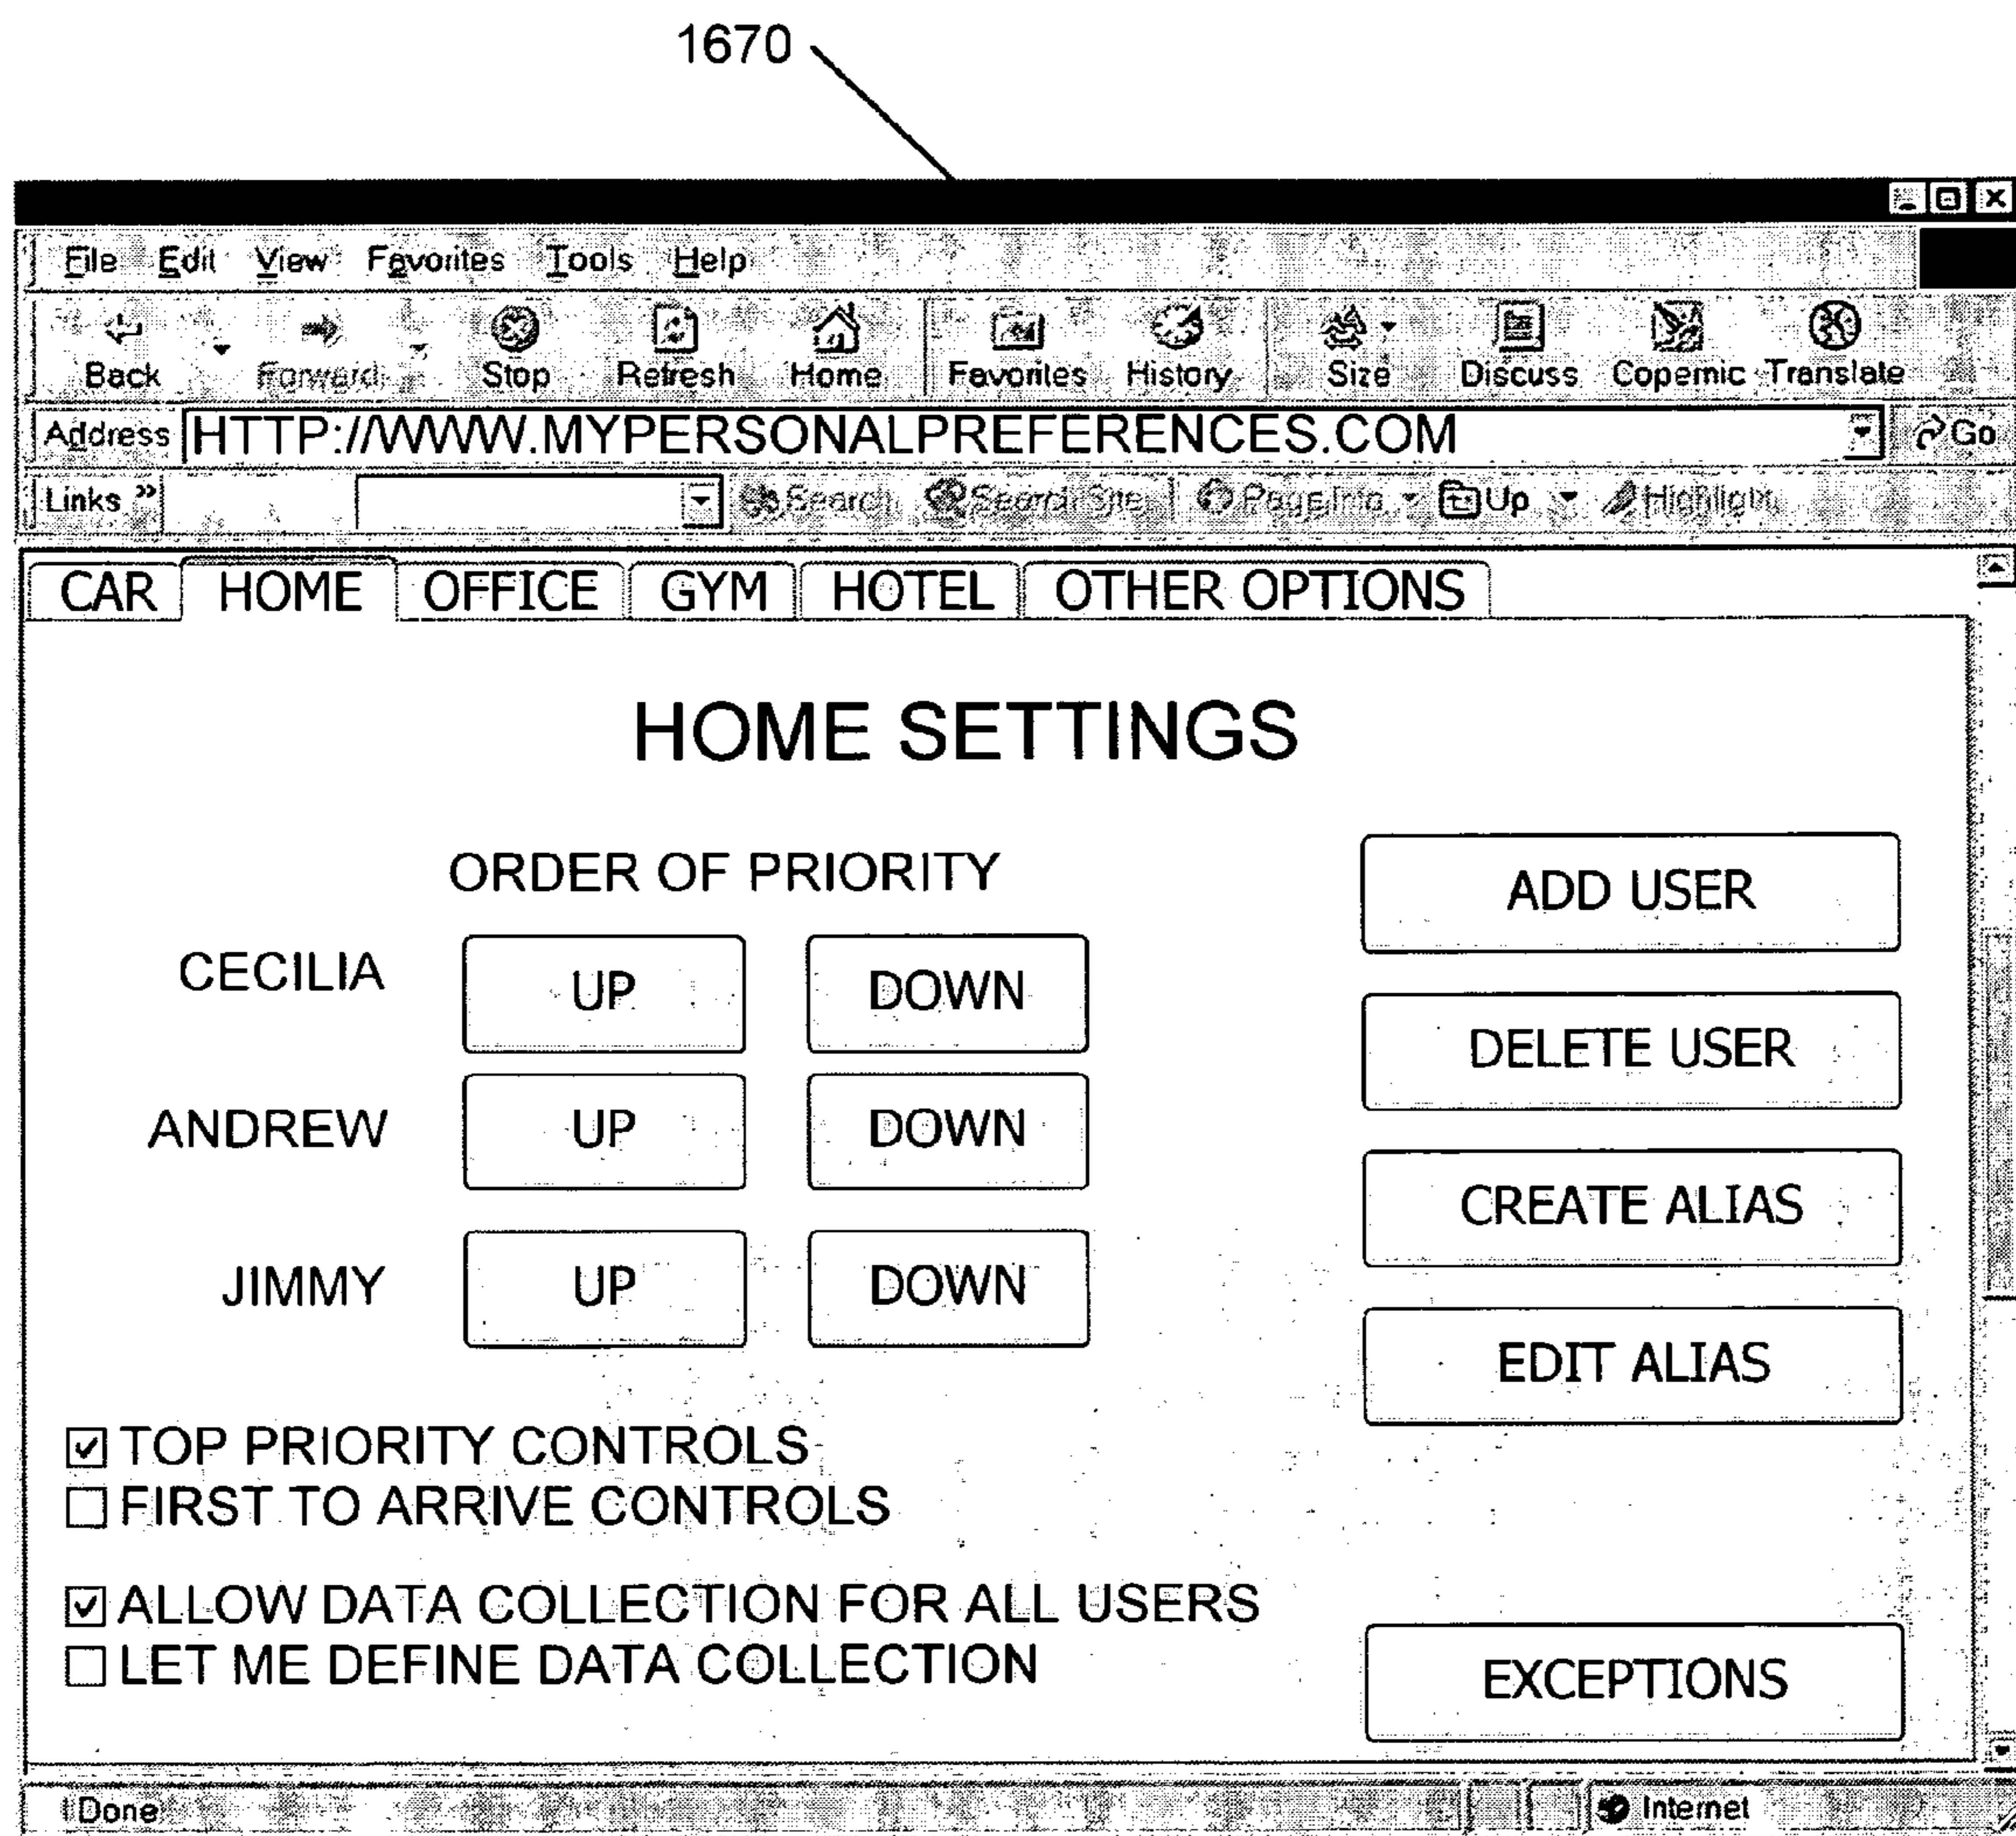 1670
File Edit View Favorites Tools Help
Back Forward Stop Refresh Home Favorites History Size Discuss Copernic Translate
Address HTTP://WWW.MYPERSONALPREFERENCES.COM Go
Links » Search Search Site Page Info Up Highlight
CAR HOME OFFICE GYM HOTEL OTHER OPTIONS
HOME SETTINGS
ORDER OF PRIORITY
ADD USER
CECILIA UP DOWN
DELETE USER
ANDREW UP DOWN
CREATE ALIAS
JIMMY UP DOWN
EDIT ALIAS
TOP PRIORITY CONTROLS
FIRST TO ARRIVE CONTROLS
ALLOW DATA COLLECTION FOR ALL USERS
LET ME DEFINE DATA COLLECTION
EXCEPTIONS
Done Internet